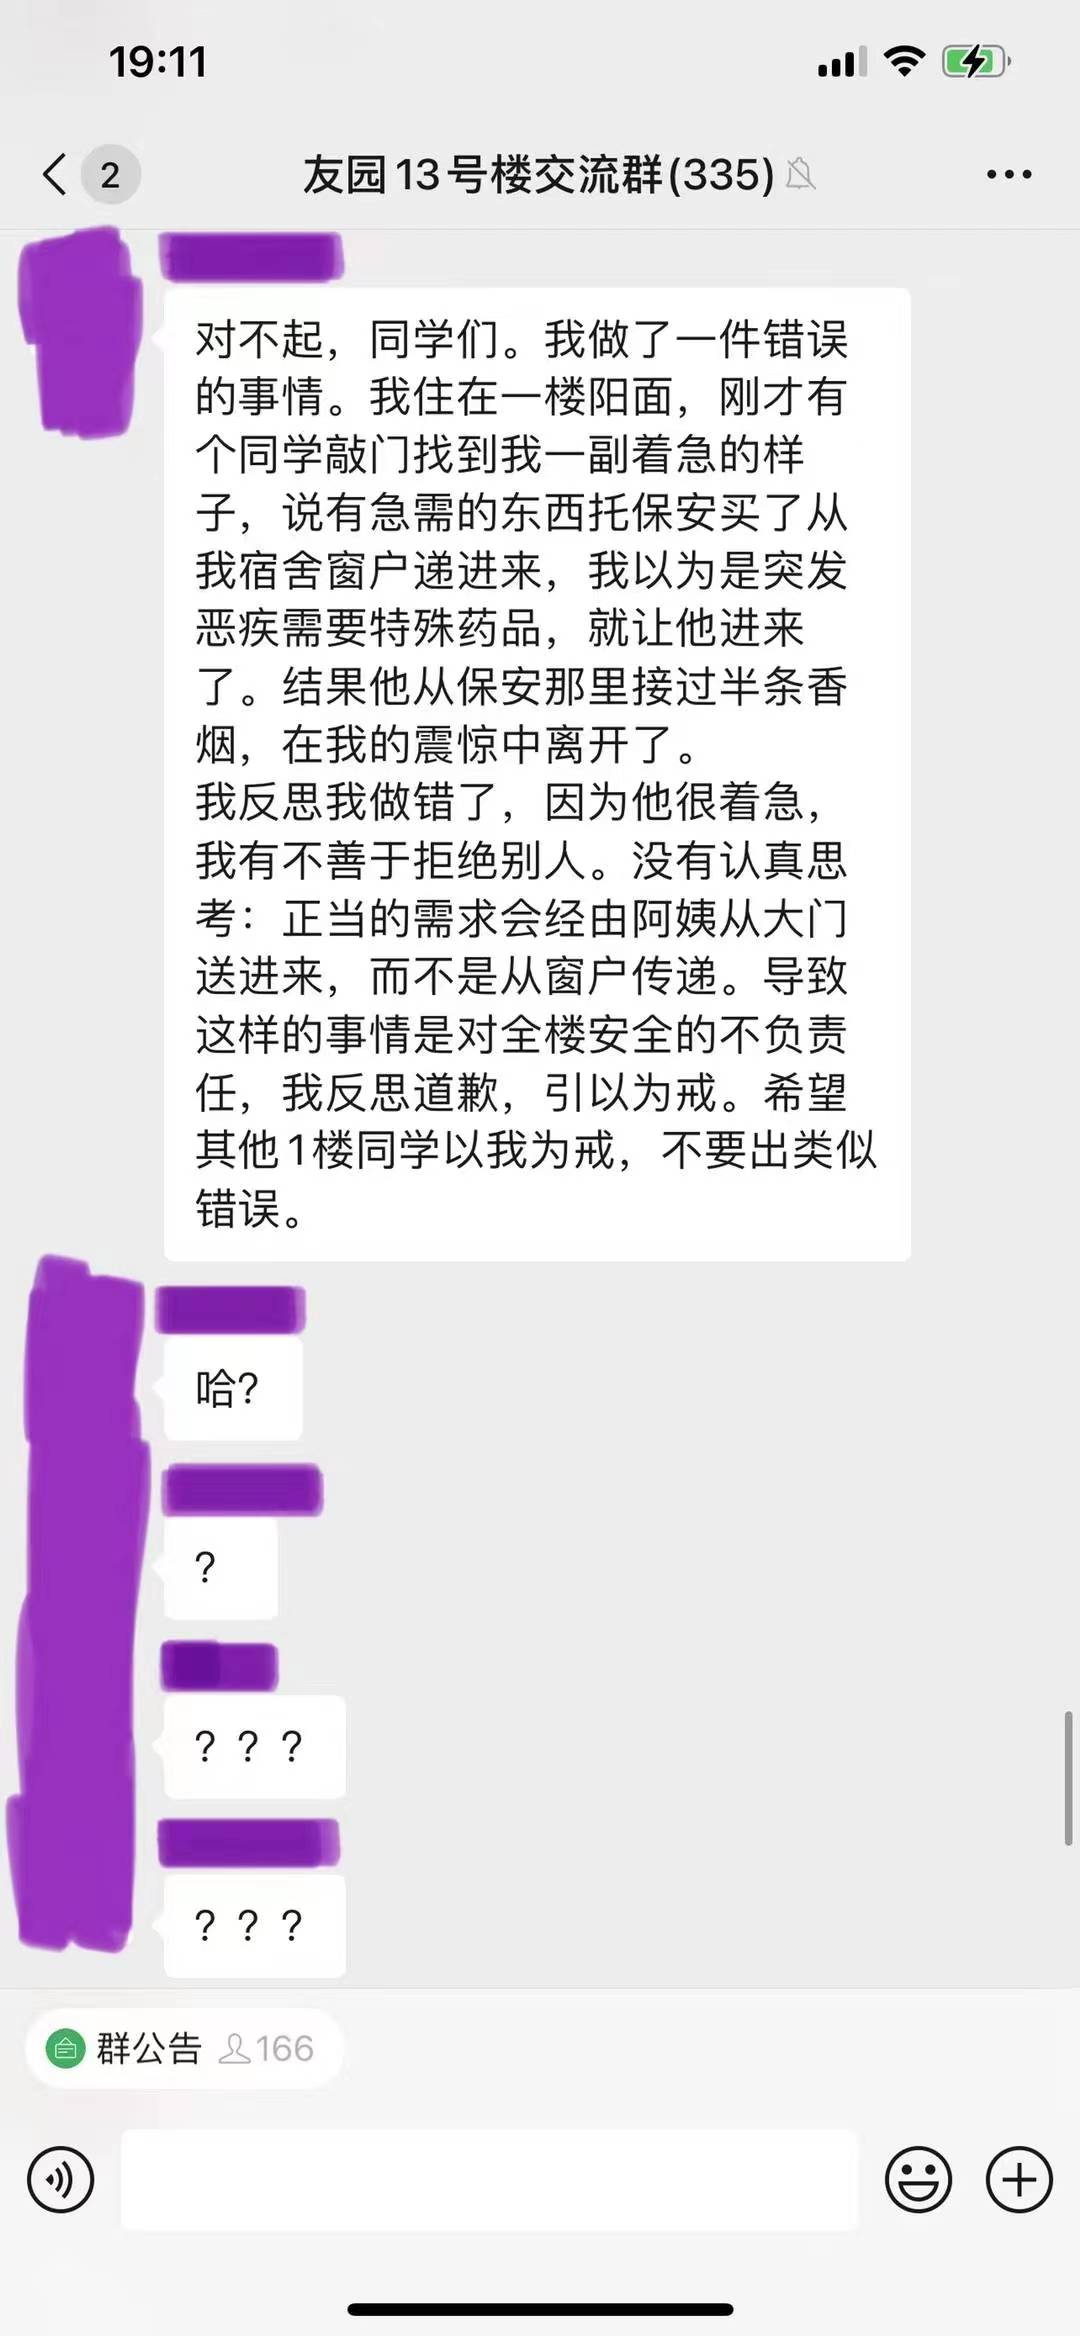 19:11
2
友园13号楼交流群(335)
对不起，同学们。我做了一件错误
的事情。我住在一楼阳面，刚才有
个同学敲门找到我一副着急的样
子，说有急需的东西托保安买了从
我宿舍窗户递进来，我以为是突发
恶疾需要特殊药品，就让他进来
了。结果他从保安那里接过半条香
烟，在我的震惊中离开了。
我反思我做错了，因为他很着急，
我有不善于拒绝别人。没有认真思
考：正当的需求会经由阿姨从大门
送进来，而不是从窗户传递。导致
这样的事情是对全楼安全的不负责
任，我反思道歉，引以为戒。希望
其他1楼同学以我为戒，不要出类似
错误。
哈?
?
？？？
？？？
群公告 166